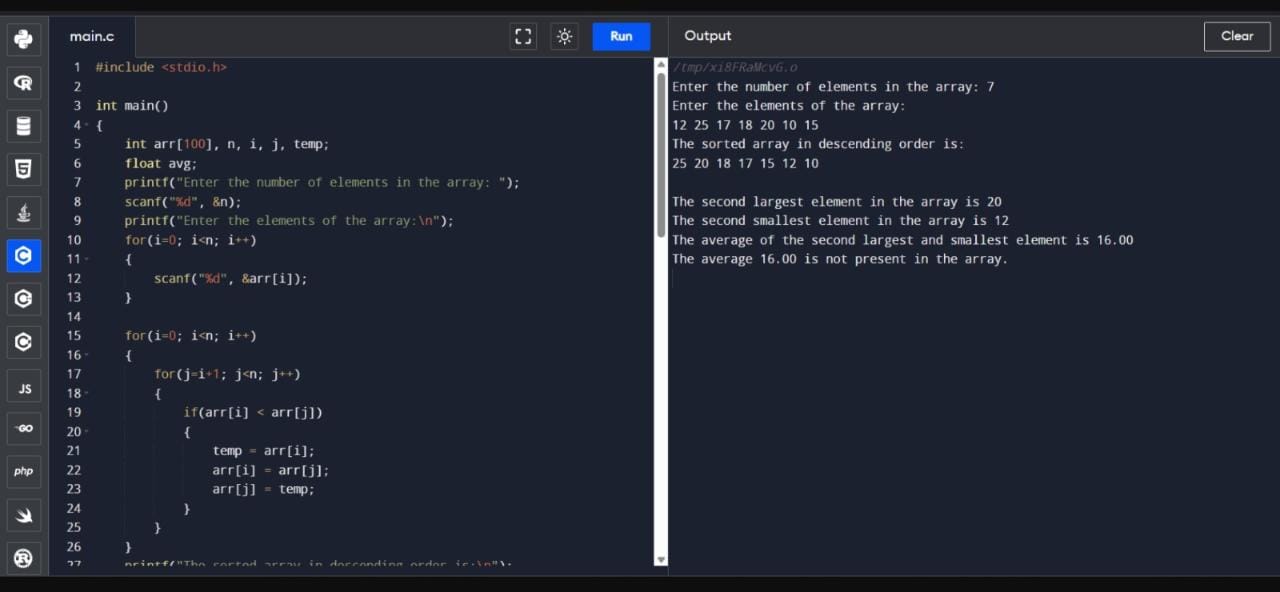 main.c
Run
Output
Clear
1 #include <stdio.h>
2
3 int main()
4 {
5 int arr[100], n, i, j, temp;
6 float avg;
7 printf("Enter the number of elements in the array: ");
8 scanf("%d", &n);
9 printf("Enter the elements of the array:\n");
10 for(i=0; i<n; i++)
11 {
12 scanf("%d", &arr[i]);
13 }
14
15 for(i=0; i<n; i++)
16 {
17 for(j=i+1; j<n; j++)
18 {
19 if(arr[i] < arr[j])
20 {
21 temp = arr[i];
22 arr[i] = arr[j];
23 arr[j] = temp;
24 }
25 }
26 }
27 printf("The sorted array in descending order is:\n");
/tmp/xi8FRaMcvG.o
Enter the number of elements in the array: 7
Enter the elements of the array:
12 25 17 18 20 10 15
The sorted array in descending order is:
25 20 18 17 15 12 10
The second largest element in the array is 20
The second smallest element in the array is 12
The average of the second largest and smallest element is 16.00
The average 16.00 is not present in the array.
JS
GO
php